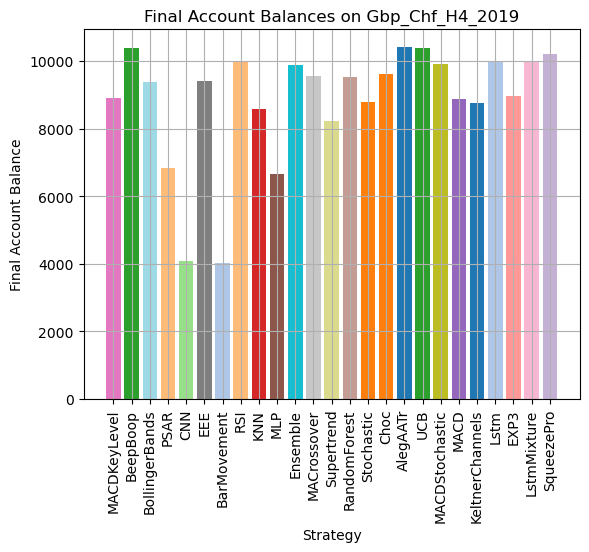 Final Account Balances on Gbp_Chf_H4_2019
Final Account Balance
10000
8000
6000
4000
2000
0
MACDKeyLevel
BeepBoop
BollingerBands
PSAR
CNN
EEE
BarMovement
RSI
KNN
MLP
Ensemble
MACrossover
Supertrend
RandomForest
Stochastic
Choc
AlegAATr
UCB
MACDStochastic
MACD
KeltnerChannels
Lstm
EXP3
LstmMixture
SqueezePro
Strategy